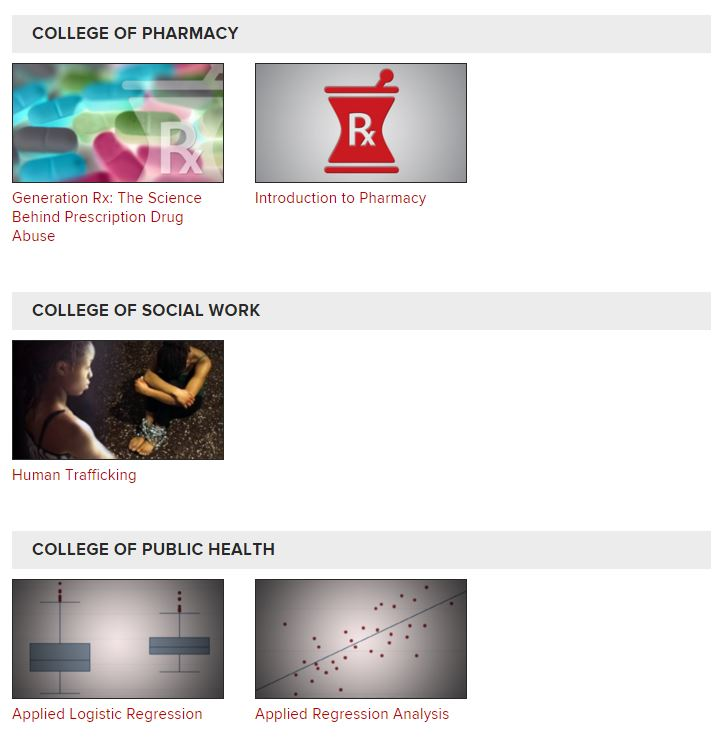 COLLEGE OF PHARMACY
Rx
Rx
Generation Rx: The Science
Behind Prescription Drug
Abuse
Introduction to Pharmacy
COLLEGE OF SOCIAL WORK
Human Trafficking
COLLEGE OF PUBLIC HEALTH
Applied Logistic Regression
Applied Regression Analysis